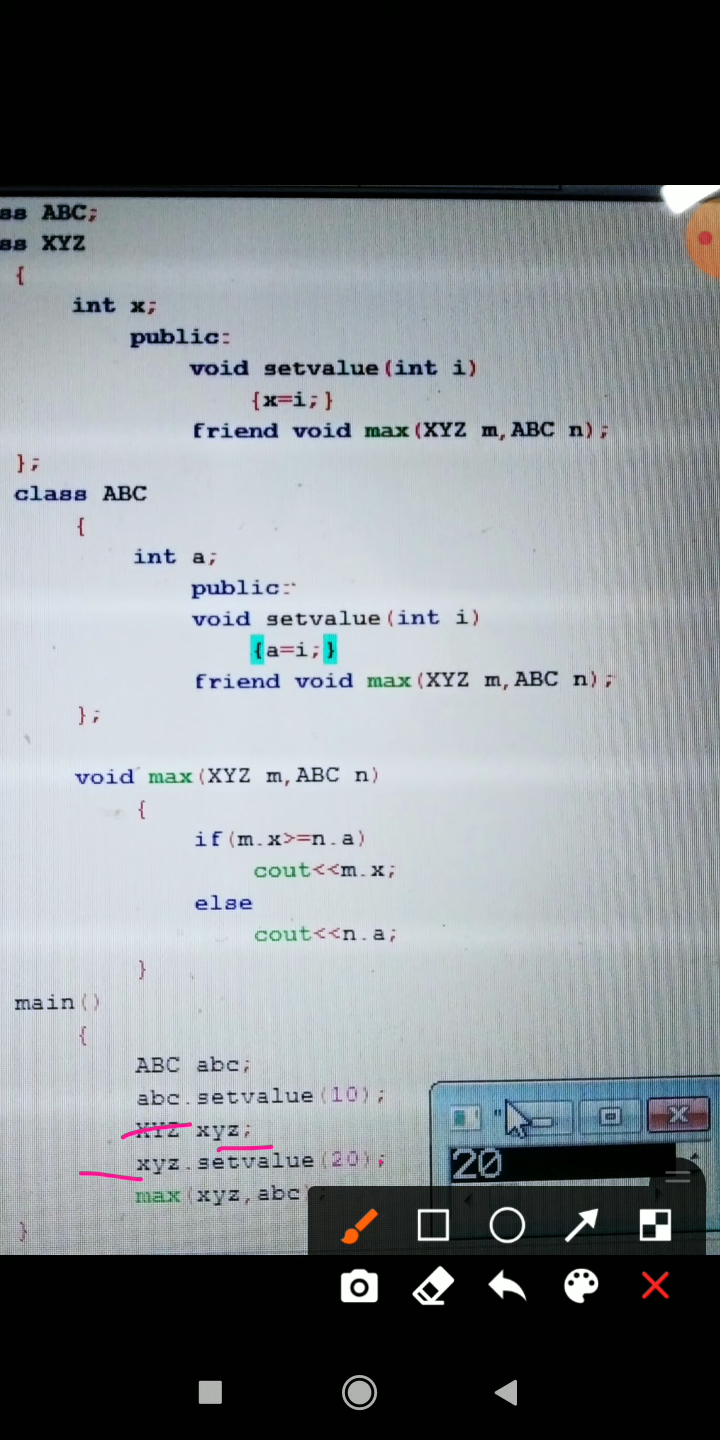 ss ABC;
ss XYZ
{
int x;
public:
void setvalue(int i)
{x=i;}
friend void max(XYZ m,ABC n);
};
class ABC
{
int a;
public:
void setvalue(int i)
{a=i;}
friend void max(XYZ m,ABC n);
};
void max(XYZ m,ABC n)
{
if(m.x>=n.a)
cout<<m.x;
else
cout<<n.a;
}
main()
{
ABC abc;
abc.setvalue(10);
XYZ xyz;
xyz.setvalue(20);
max(xyz,abc)
}
20